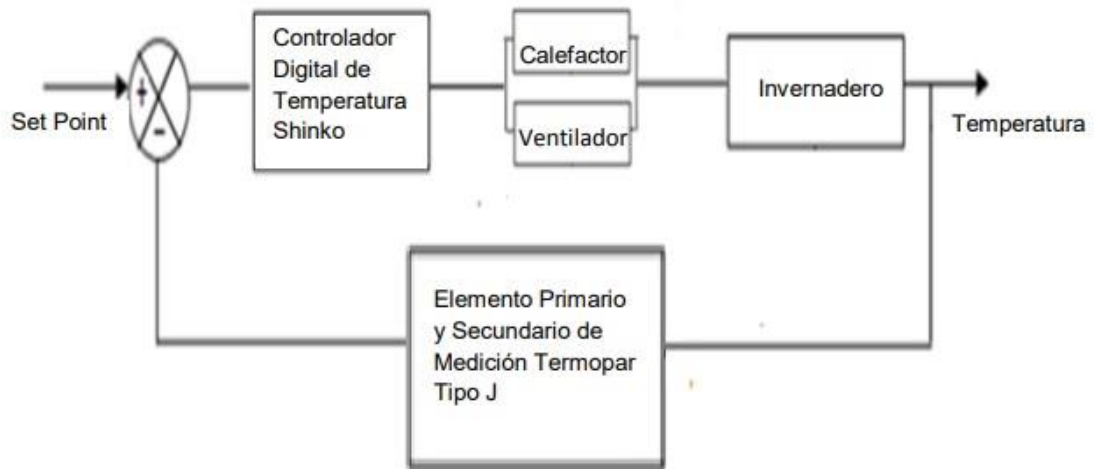 Set Point
+
-
Controlador
Digital de
Temperatura
Shinko
Calefactor
Ventilador
Invernadero
Temperatura
Elemento Primario
y Secundario de
Medición Termopar
Tipo J